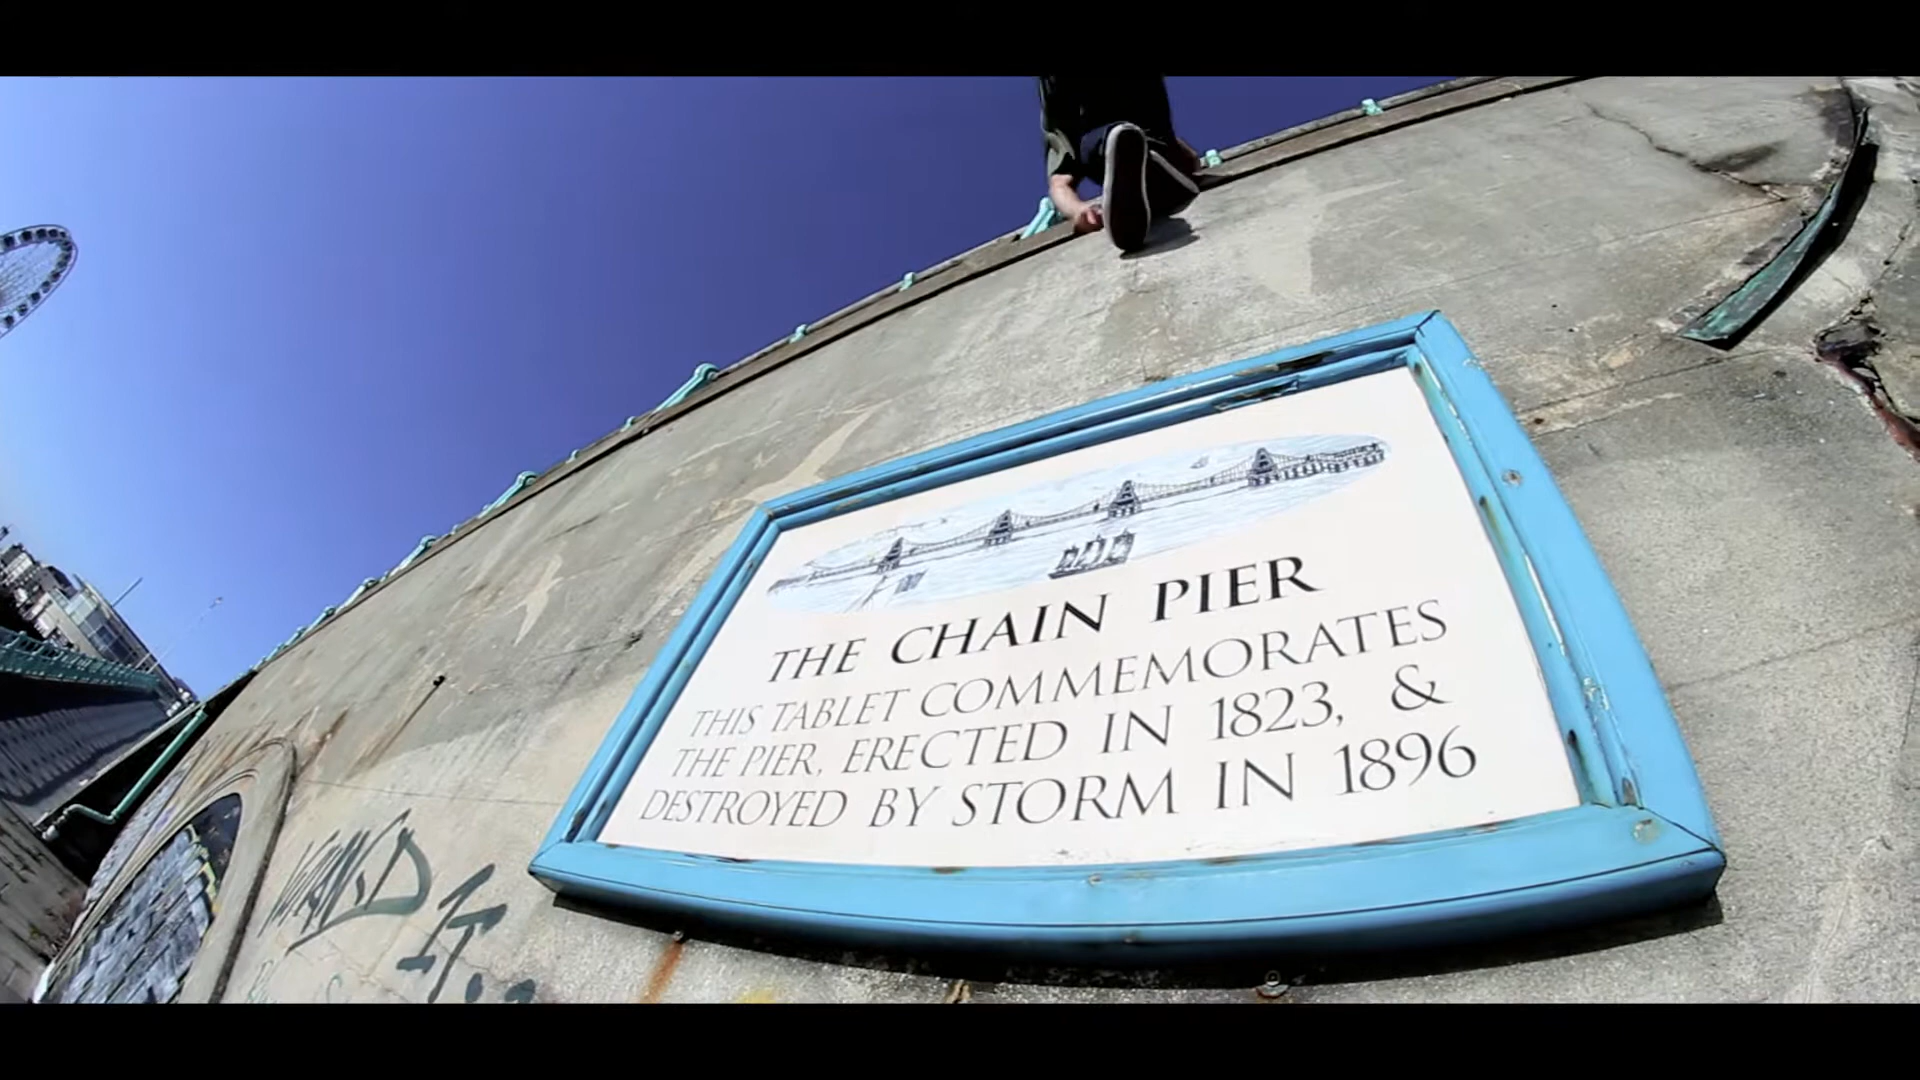 THE CHAIN PIER
THIS TABLET COMMEMORATES
THE PIER, ERECTED IN 1823, &
DESTROYED BY STORM IN 1896